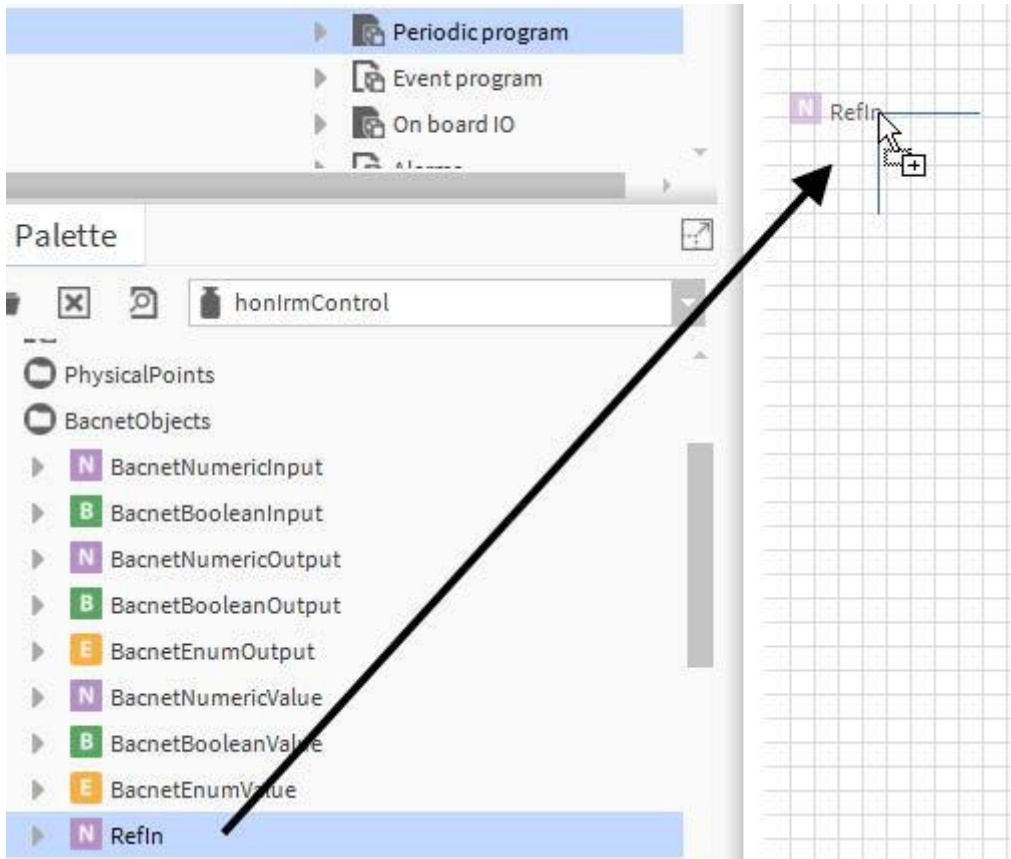 Periodic program
Event program
On board IO
Alarms
N RefIn
Palette
honIrmControl
PhysicalPoints
BacnetObjects
N BacnetNumericInput
B BacnetBooleanInput
N BacnetNumericOutput
B BacnetBooleanOutput
E BacnetEnumOutput
N BacnetNumericValue
B BacnetBooleanValue
E BacnetEnumValue
N RefIn